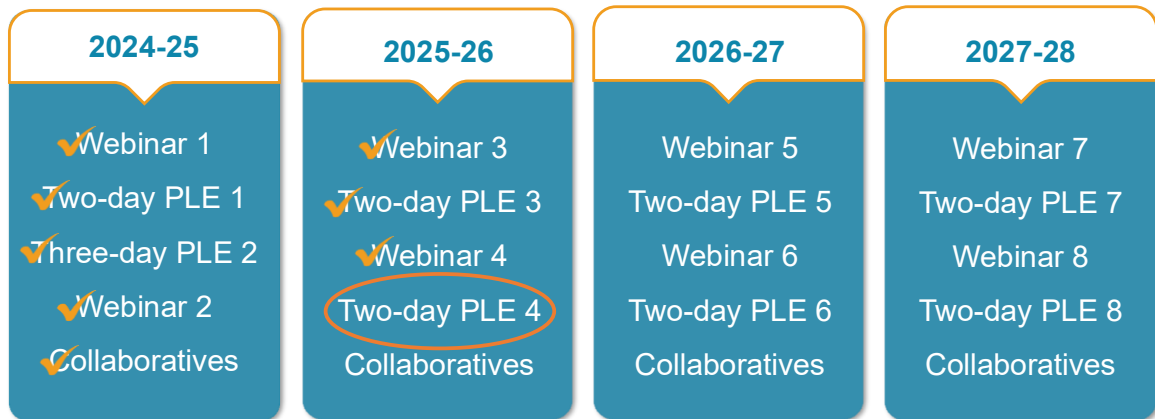 2024-25
Webinar 1
Two-day PLE 1
Three-day PLE 2
Webinar 2
Collaboratives
2025-26
Webinar 3
Two-day PLE 3
Webinar 4
Two-day PLE 4
Collaboratives
2026-27
Webinar 5
Two-day PLE 5
Webinar 6
Two-day PLE 6
Collaboratives
2027-28
Webinar 7
Two-day PLE 7
Webinar 8
Two-day PLE 8
Collaboratives